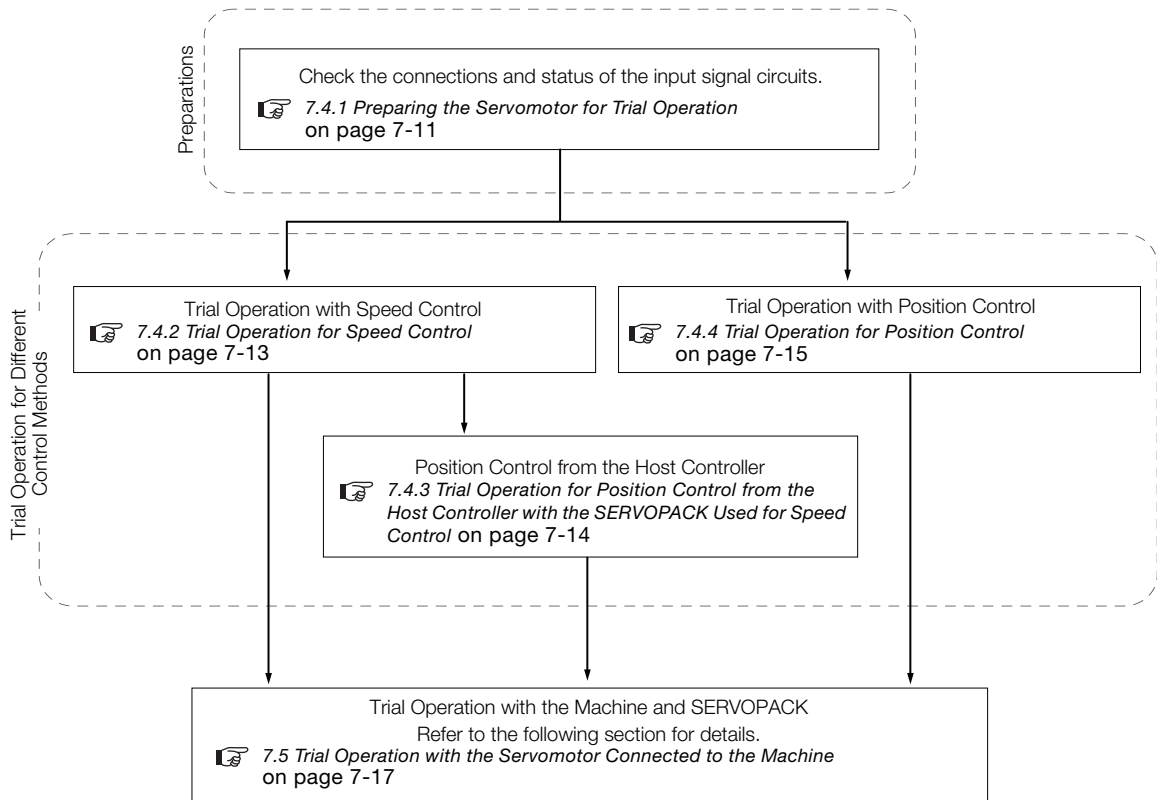 Preparations
Check the connections and status of the input signal circuits.
7.4.1 Preparing the Servomotor for Trial Operation
on page 7-11
Trial Operation for Different
Control Methods
Trial Operation with Speed Control
7.4.2 Trial Operation for Speed Control
on page 7-13
Trial Operation with Position Control
7.4.4 Trial Operation for Position Control
on page 7-15
Position Control from the Host Controller
7.4.3 Trial Operation for Position Control from the
Host Controller with the SERVOPACK Used for Speed
Control on page 7-14
Trial Operation with the Machine and SERVOPACK
Refer to the following section for details.
7.5 Trial Operation with the Servomotor Connected to the Machine
on page 7-17